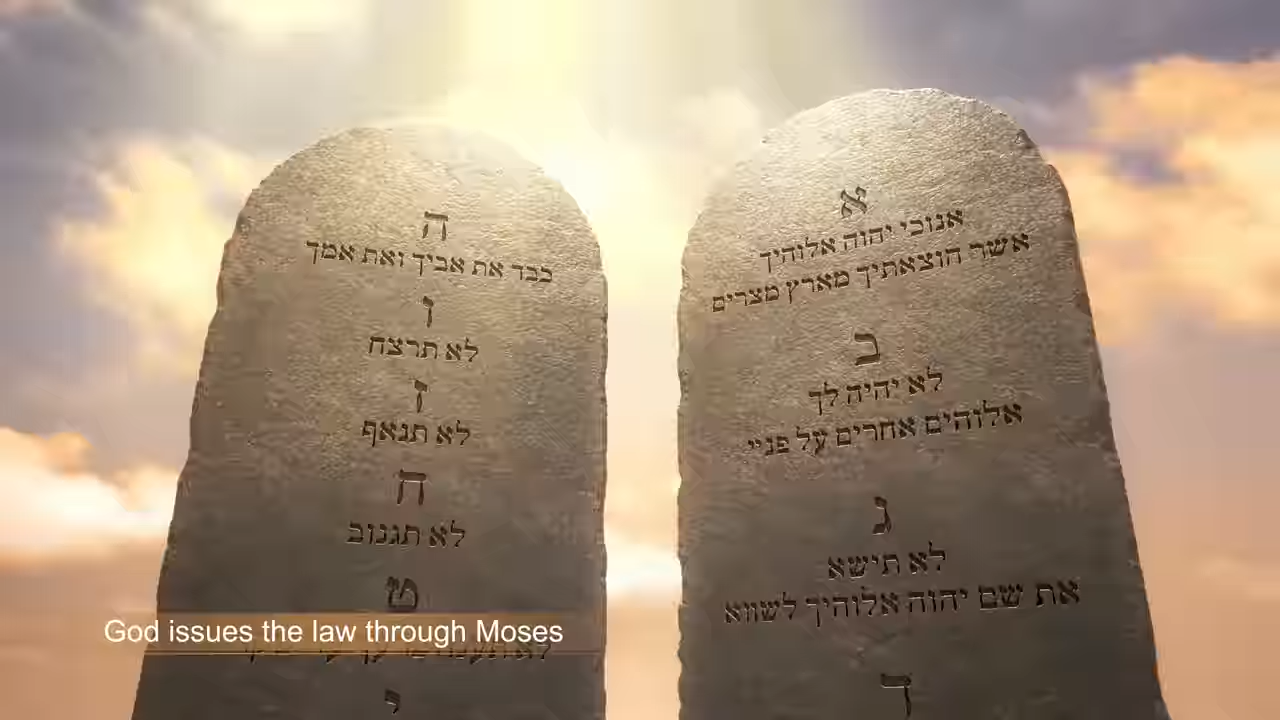 א
אנוכי יהוה אלוהיך
אשר הוצאתיך מארץ מצרים
ב
לא יהיה לך
אלוהים אחרים על פניי
ג
לא תישא
את שם יהוה אלוהיך לשווא
ד
ה
כבד את אביך ואת אמך
ו
לא תרצח
ז
לא תנאף
ח
לא תגנוב
ט
י
God issues the law through Moses